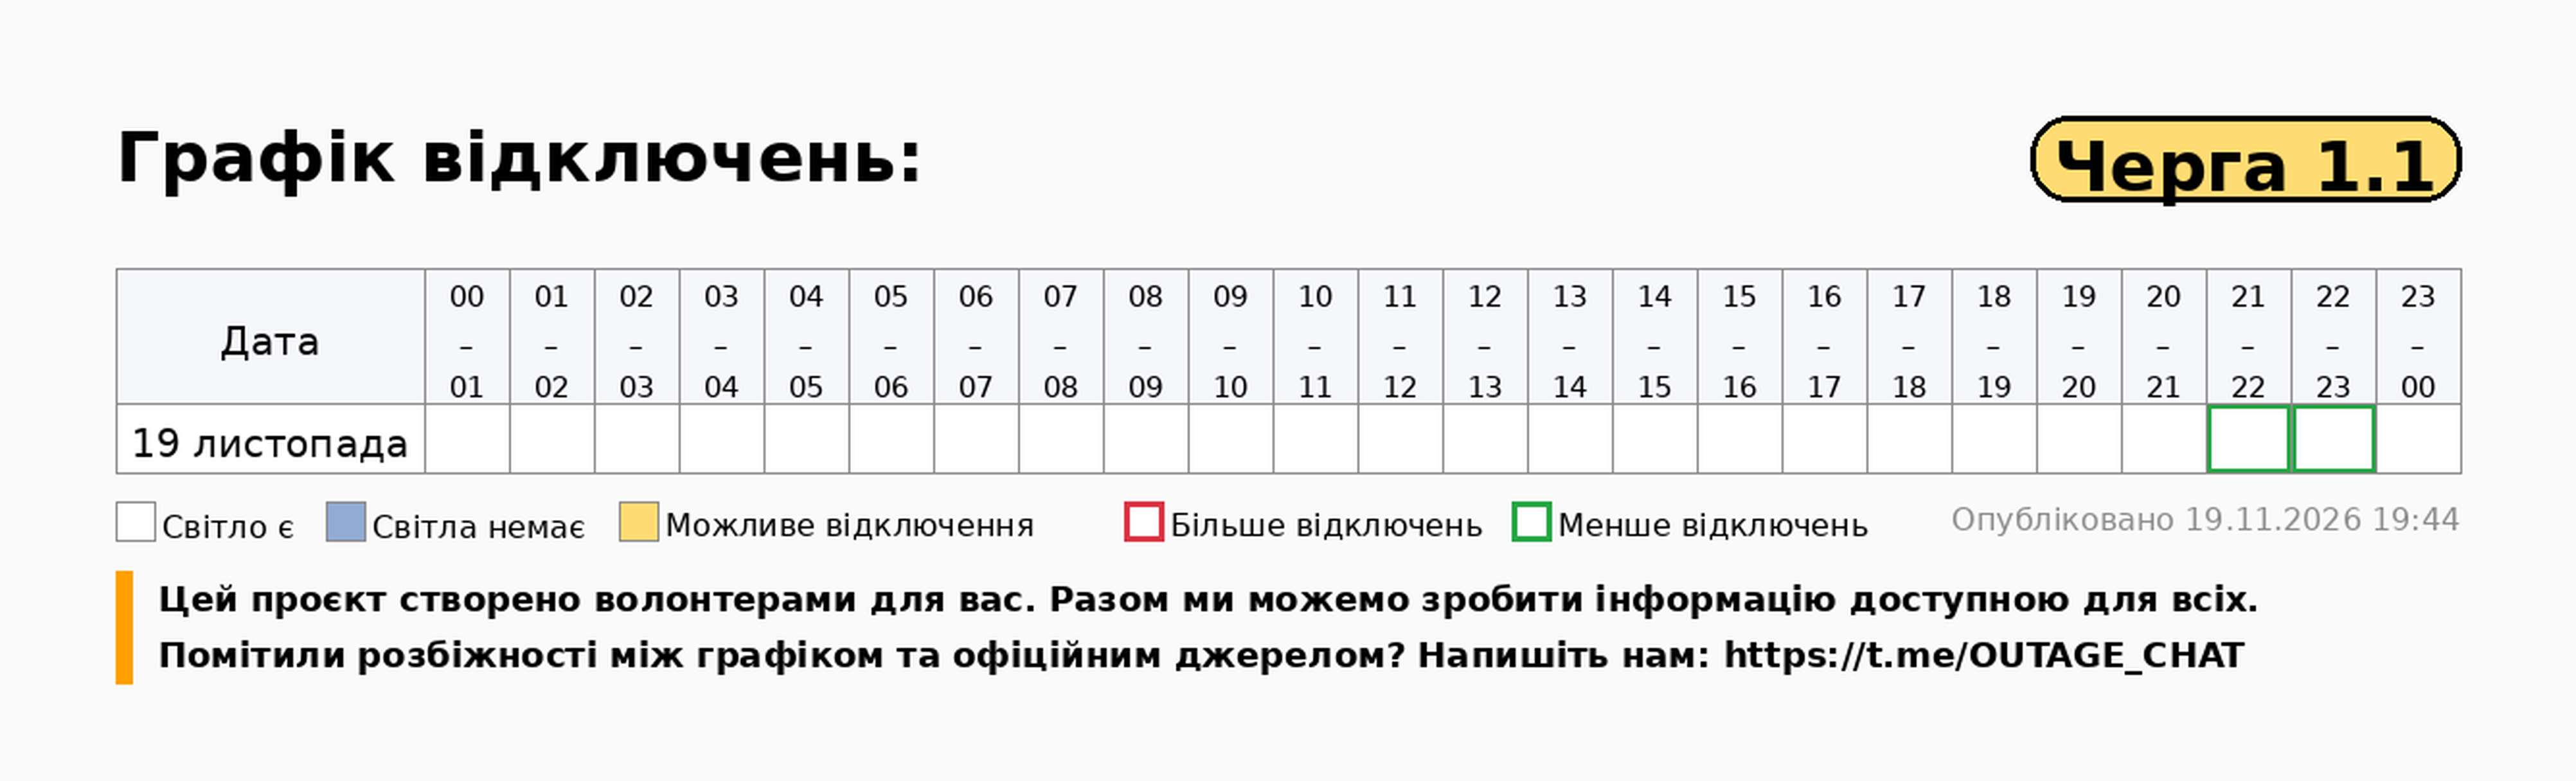 Графік відключень:
Черга 1.1
Дата 00 – 01 01 – 02 02 – 03 03 – 04 04 – 05 05 – 06 06 – 07 07 – 08 08 – 09 09 – 10 10 – 11 11 – 12 12 – 13 13 – 14 14 – 15 15 – 16 16 – 17 17 – 18 18 – 19 19 – 20 20 – 21 21 – 22 22 – 23 23 – 00
19 листопада
Світло є Світла немає Можливе відключення Більше відключень Менше відключень Опубліковано 19.11.2026 19:44
Цей проєкт створено волонтерами для вас. Разом ми можемо зробити інформацію доступною для всіх.
Помітили розбіжності між графіком та офіційним джерелом? Напишіть нам: https://t.me/OUTAGE_CHAT